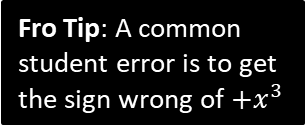 Fro Tip: A common
student error is to get
the sign wrong of +x³